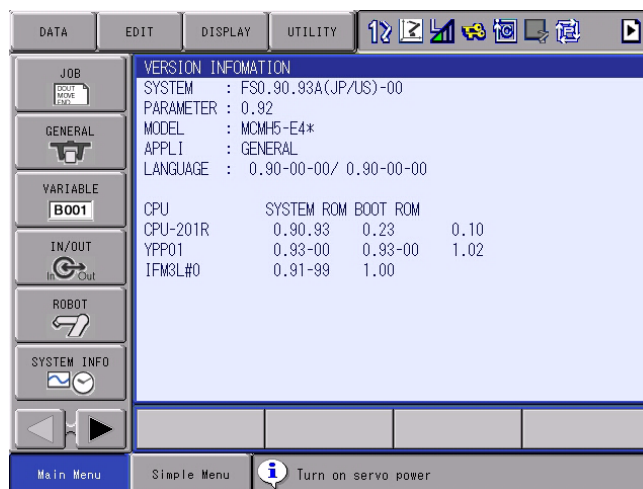 DATA EDIT DISPLAY UTILITY
JOB
DOUT
MOVE
END
GENERAL
VARIABLE
B001
IN/OUT
In Out
ROBOT
SYSTEM INFO
VERSION INFOMATION
SYSTEM : FS0.90.93A(JP/US)-00
PARAMETER : 0.92
MODEL : MCMH5-E4*
APPLI : GENERAL
LANGUAGE : 0.90-00-00/ 0.90-00-00
CPU SYSTEM ROM BOOT ROM
CPU-201R 0.90.93 0.23 0.10
YPP01 0.93-00 0.93-00 1.02
IFM3L#0 0.91-99 1.00
Main Menu Simple Menu Turn on servo power